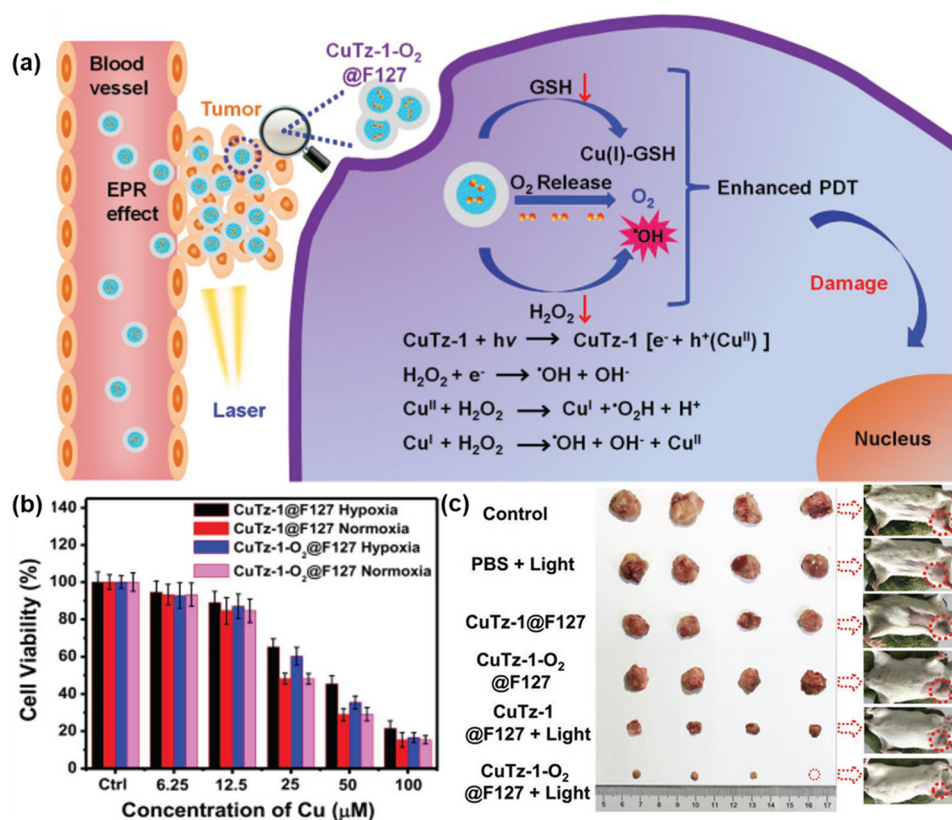 (a)
Blood
vessel
EPR
effect
Tumor
CuTz-1-O₂
@F127
Laser
GSH ↓
Cu(I)-GSH
O₂ Release
O₂
•OH
H₂O₂ ↓
Enhanced PDT
Damage
Nucleus
CuTz-1 + hv → CuTz-1 [e⁻ + h⁺(Cuᴵᴵ) ]
H₂O₂ + e⁻ → •OH + OH⁻
Cuᴵᴵ + H₂O₂ → Cuᴵ + •O₂H + H⁺
Cuᴵ + H₂O₂ → •OH + OH⁻ + Cuᴵᴵ
(b)
Cell Viability (%)
140
120
100
80
60
40
20
0
CuTz-1@F127 Hypoxia
CuTz-1@F127 Normoxia
CuTz-1-O₂@F127 Hypoxia
CuTz-1-O₂@F127 Normoxia
Ctrl 6.25 12.5 25 50 100
Concentration of Cu (μM)
(c)
Control
PBS + Light
CuTz-1@F127
CuTz-1-O₂
@F127
CuTz-1
@F127 + Light
CuTz-1-O₂
@F127 + Light
5 6 7 8 9 10 11 12 13 14 15 16 17